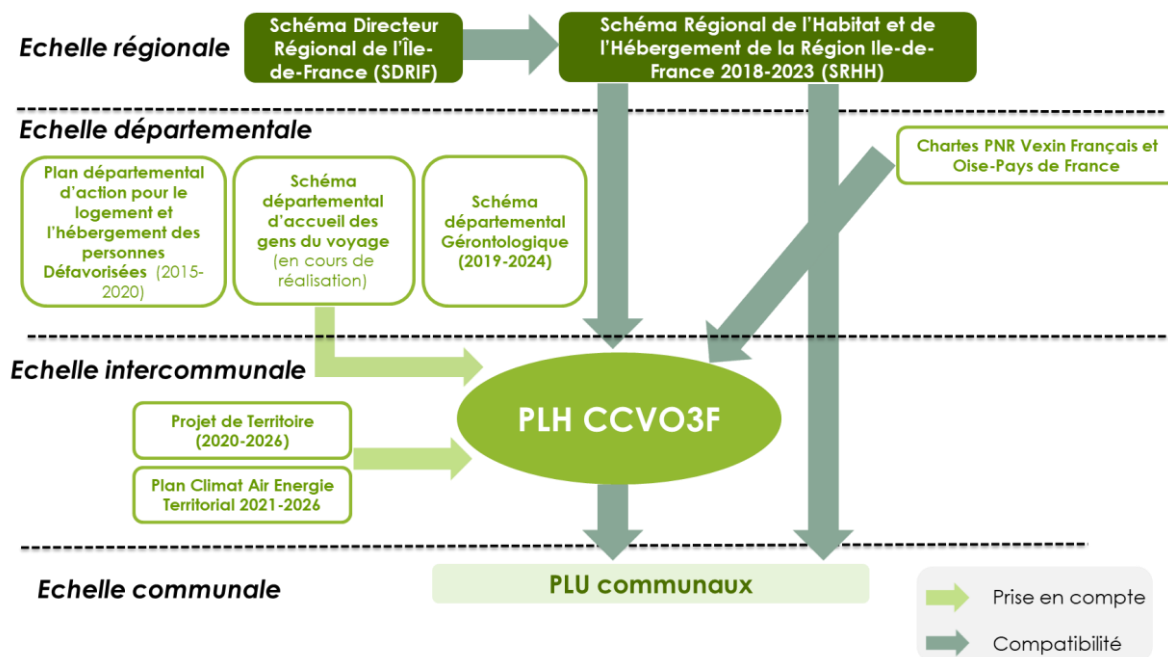 Echelle régionale
Schéma Directeur
Régional de l'Île-
de-France (SDRIF)
Schéma Régional de l'Habitat et de
l'Hébergement de la Région Ile-de-
France 2018-2023 (SRHH)
Echelle départementale
Plan départemental
d'action pour le
logement et
l'hébergement des
personnes
Défavorisées (2015-
2020)
Schéma
départemental
d'accueil des
gens du voyage
(en cours de
réalisation)
Schéma
départemental
Gérontologique
(2019-2024)
Chartes PNR Vexin Français et
Oise-Pays de France
Echelle intercommunale
Projet de Territoire
(2020-2026)
Plan Climat Air Energie
Territorial 2021-2026
PLH CCVO3F
Echelle communale
PLU communaux
Prise en compte
Compatibilité